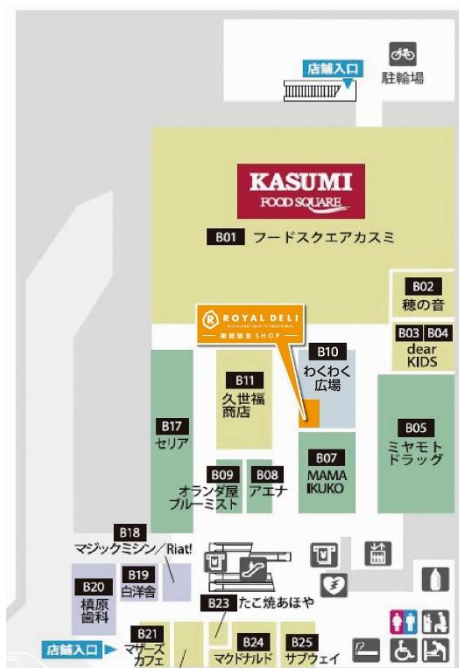 店舗入口
駐輪場
KASUMI
FOOD SQUARE
B01 フードスクエアカスミ
B02
穂の音
ROYAL DELI
期間限定 SHOP
B03 B04
dear
KIDS
B10
わくわく
広場
B11
久世福
商店
B17
セリア
B05
ミヤモト
ドラッグ
B07
MAMA
IKUKO
B09
オランダ屋
ブルーミスト
B08
アエナ
B18
マジックミシン/Riat!
B19
白洋舎
B20
槙原
歯科
B23 たこ焼あほや
店舗入口
B21
マザーズ
カフェ
B24
マクドナルド
B25
サブウェイ